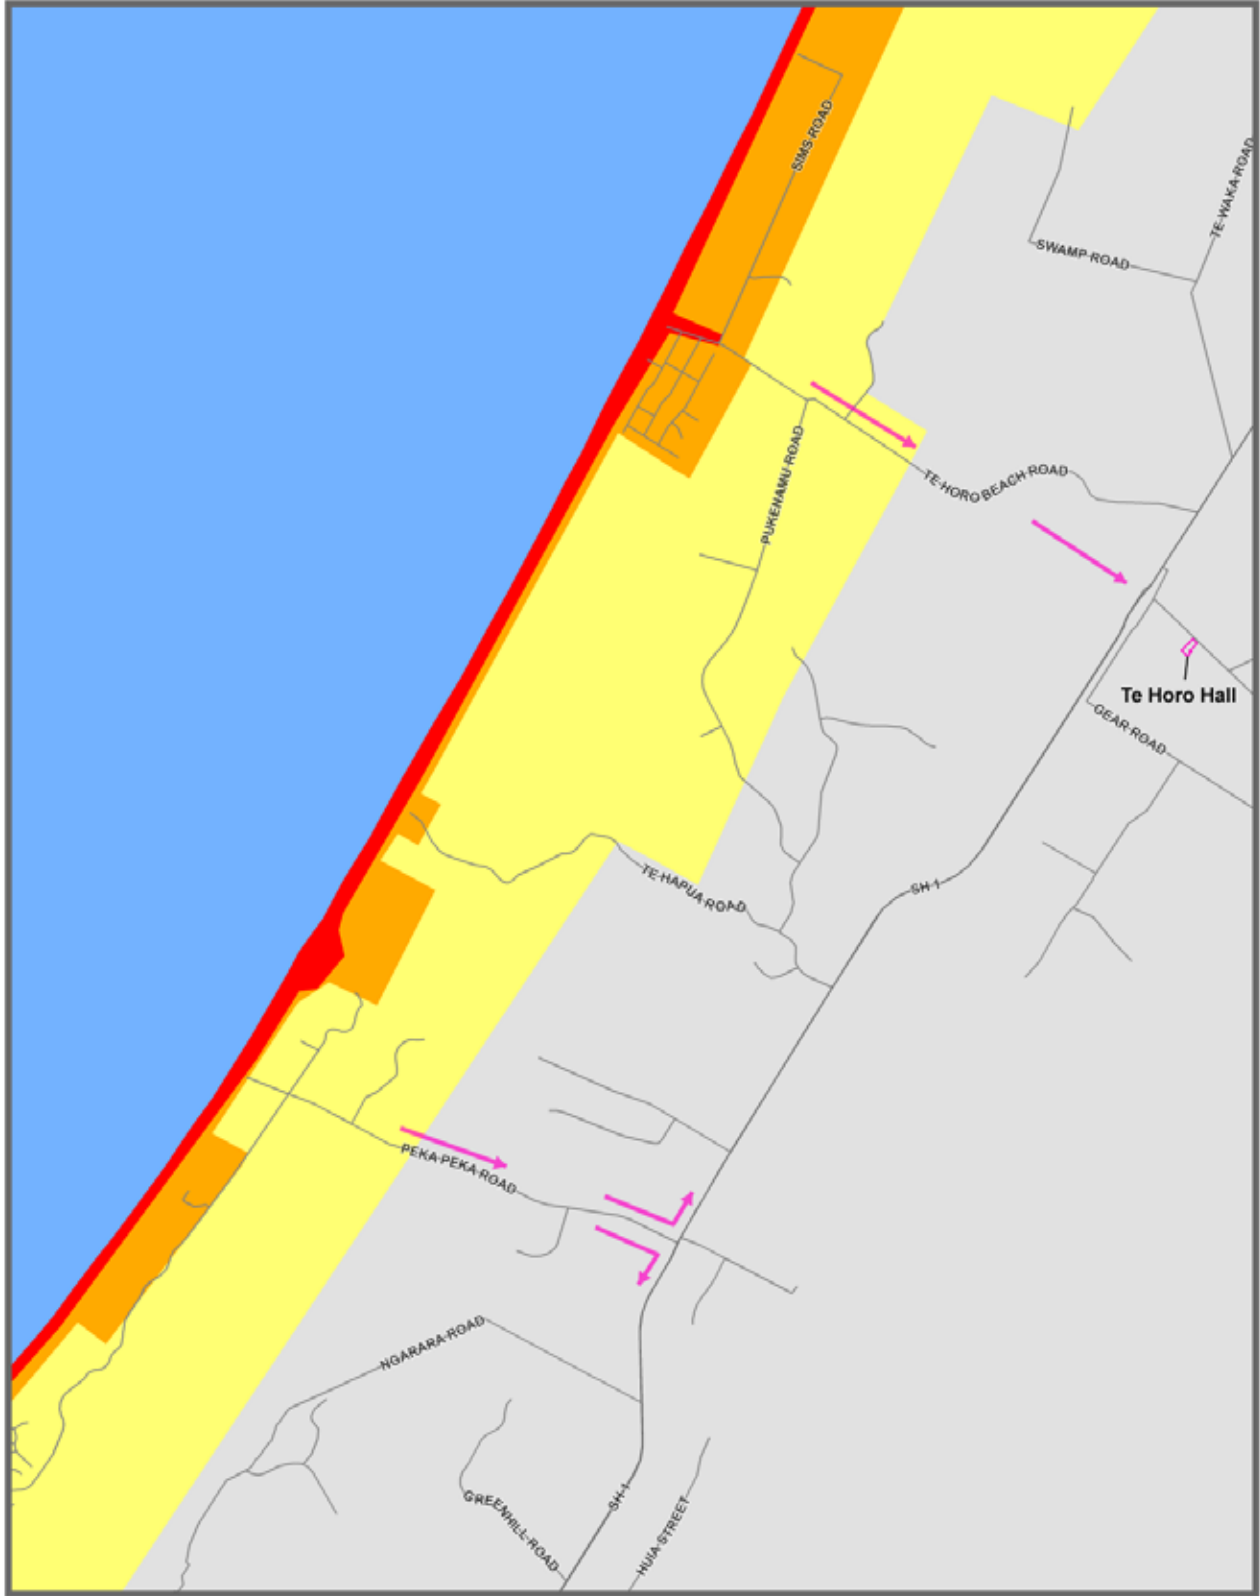 SIMS ROAD
TE WAKA ROAD
SWAMP ROAD
PUKENAMU ROAD
TE HORO BEACH ROAD
Te Horo Hall
GEAR ROAD
TE HAPUA ROAD
SH 1
PEKA PEKA ROAD
NGARARA ROAD
GREENHILL ROAD
SH 1
HUIA STREET